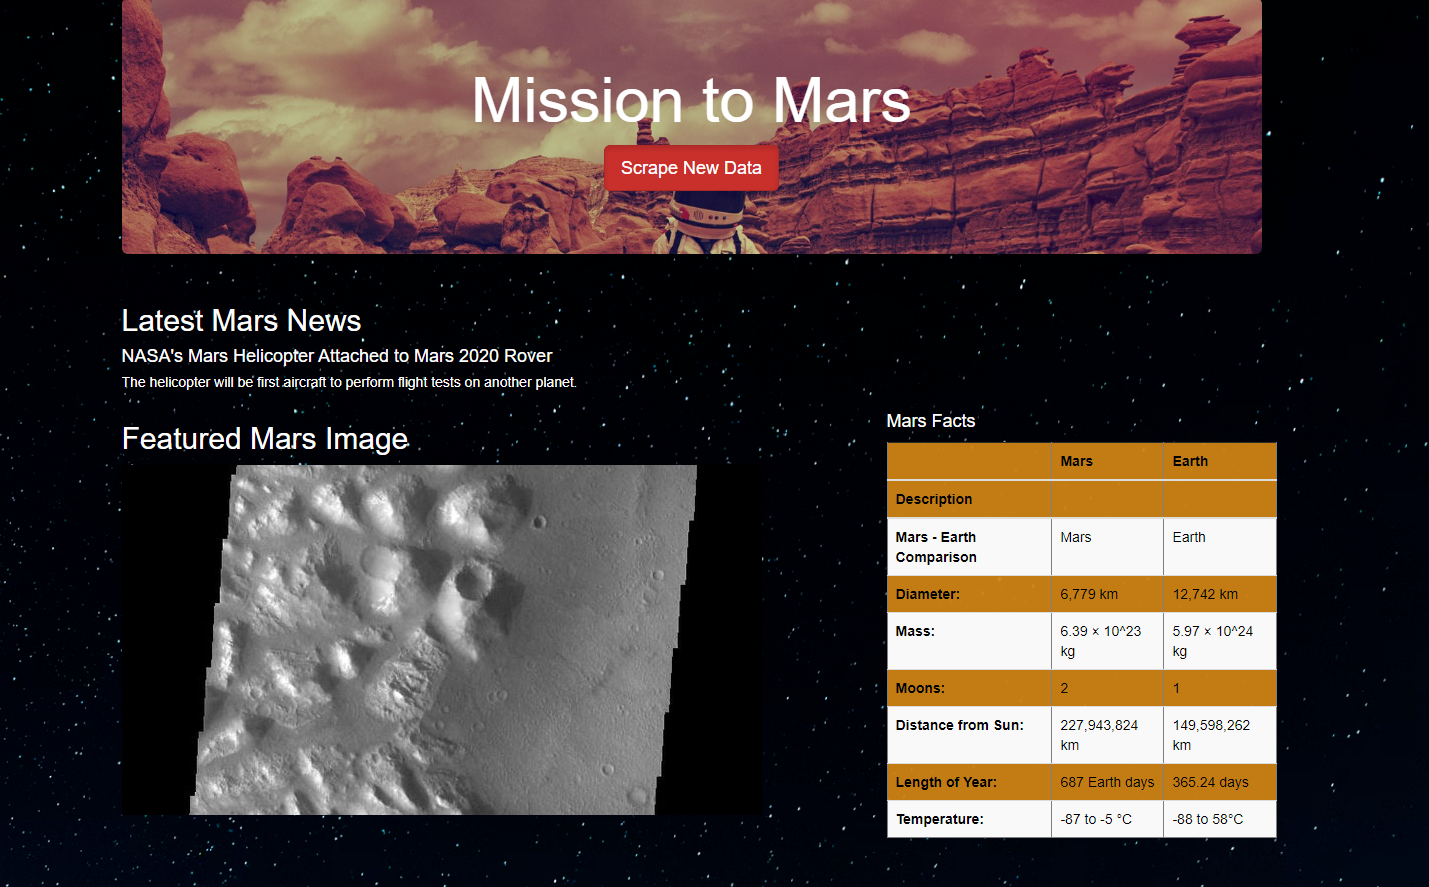 Mission to Mars
Scrape New Data
Latest Mars News
NASA's Mars Helicopter Attached to Mars 2020 Rover
The helicopter will be first aircraft to perform flight tests on another planet.
Featured Mars Image
Mars Facts
Mars Earth
Description
Mars - Earth Comparison Mars Earth
Diameter: 6,779 km 12,742 km
Mass: 6.39 × 10^23 kg 5.97 × 10^24 kg
Moons: 2 1
Distance from Sun: 227,943,824 km 149,598,262 km
Length of Year: 687 Earth days 365.24 days
Temperature: -87 to -5 °C -88 to 58°C